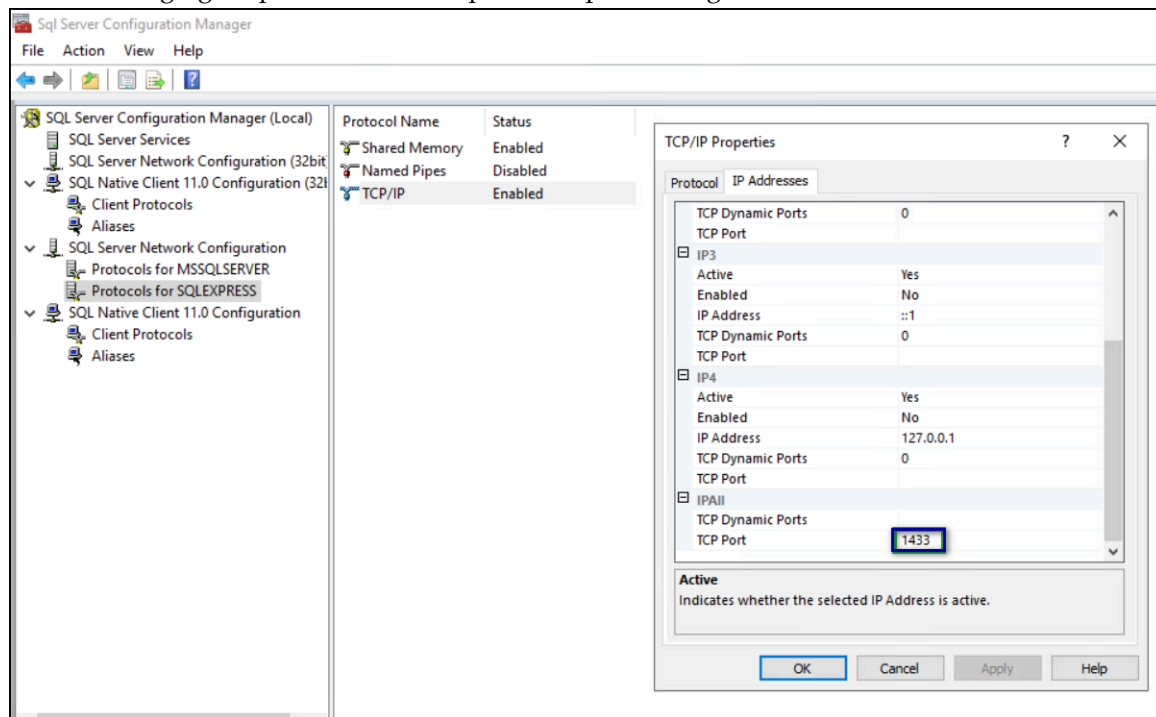 Sql Server Configuration Manager
File Action View Help
SQL Server Configuration Manager (Local)
SQL Server Services
SQL Server Network Configuration (32bit
SQL Native Client 11.0 Configuration (32
Client Protocols
Aliases
SQL Server Network Configuration
Protocols for MSSQLSERVER
Protocols for SQLEXPRESS
SQL Native Client 11.0 Configuration
Client Protocols
Aliases
Protocol Name Status
Shared Memory Enabled
Named Pipes Disabled
TCP/IP Enabled
TCP/IP Properties ? X
Protocol IP Addresses
TCP Dynamic Ports 0
TCP Port
IP3
Active Yes
Enabled No
IP Address ::1
TCP Dynamic Ports 0
TCP Port
IP4
Active Yes
Enabled No
IP Address 127.0.0.1
TCP Dynamic Ports 0
TCP Port
IPAll
TCP Dynamic Ports
TCP Port 1433
Active
Indicates whether the selected IP Address is active.
OK Cancel Apply Help